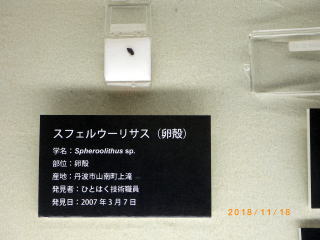 スフェルウーリサス（卵殻）
学名：Spheroolithus sp.
部位：卵殻
産地：丹波市山南町上滝
発見者：ひとはく技術職員
発見日：2007年3月7日
2018/11/18